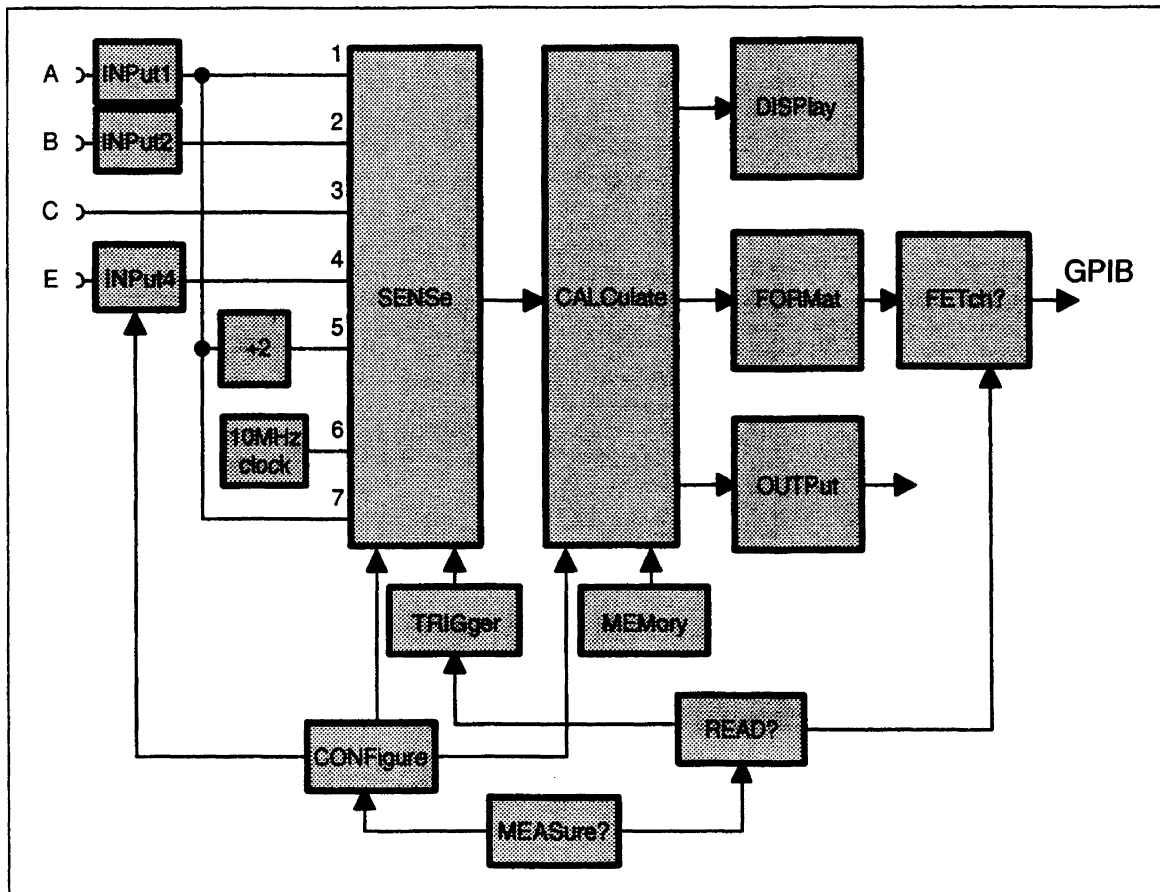 A
INPut1
1
B
INPut2
2
C
3
E
INPut4
4
SENSe
CALCulate
DISPlay
FORMat
FETch?
GPIB
÷2
5
10MHz
clock
6
7
OUTPut
TRIGger
MEMory
CONFigure
READ?
MEASure?